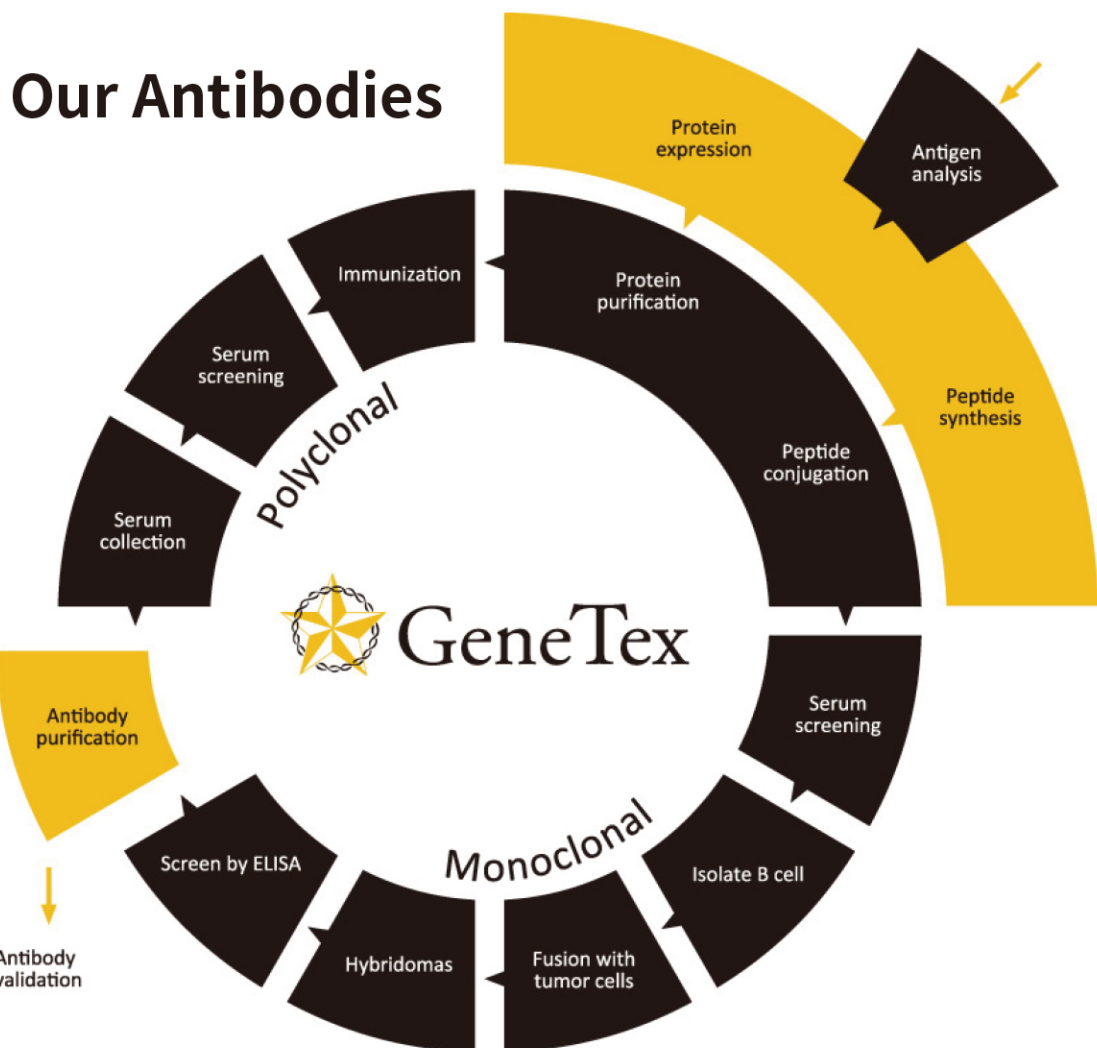 Our Antibodies
Protein
expression
Antigen
analysis
Peptide
synthesis
Protein
purification
Peptide
conjugation
Immunization
Serum
screening
Serum
collection
Polyclonal
GeneTex
Serum
screening
Isolate B cell
Fusion with
tumor cells
Hybridomas
Screen by ELISA
Monoclonal
Antibody
purification
Antibody
validation